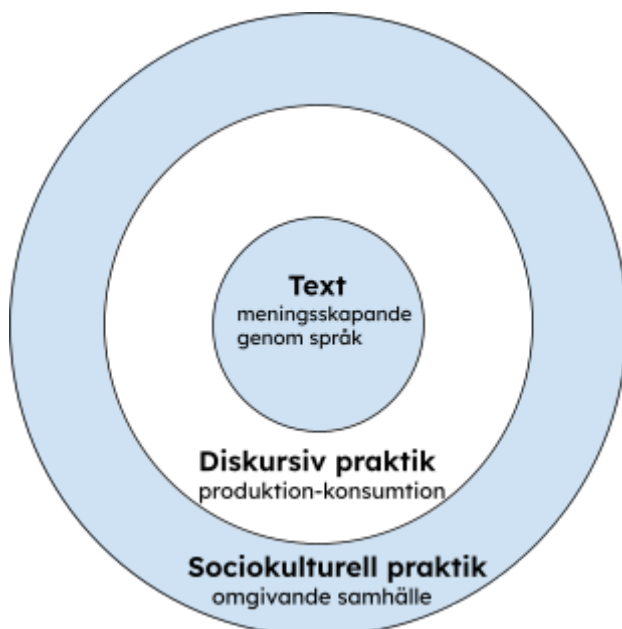 Text
meningsskapande
genom språk
Diskursiv praktik
produktion-konsumtion
Sociokulturell praktik
omgivande samhälle